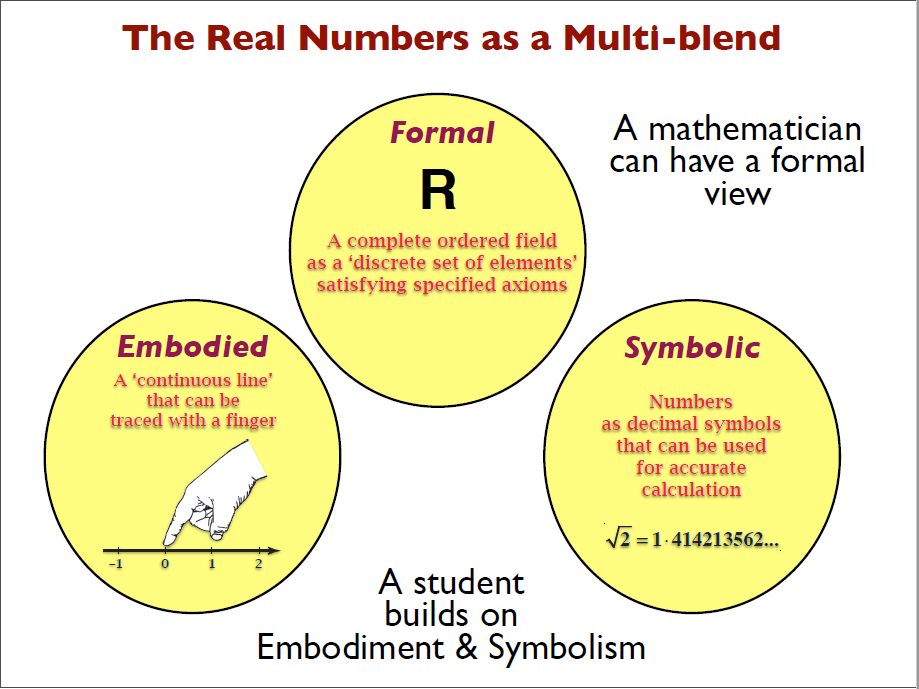 The Real Numbers as a Multi-blend
Formal
R
A complete ordered field
as a ‘discrete set of elements’
satisfying specified axioms
A mathematician
can have a formal
view
Embodied
A ‘continuous line’
that can be
traced with a finger
–1 0 1 2
Symbolic
Numbers
as decimal symbols
that can be used
for accurate
calculation
√2 = 1·414213562...
A student
builds on
Embodiment & Symbolism